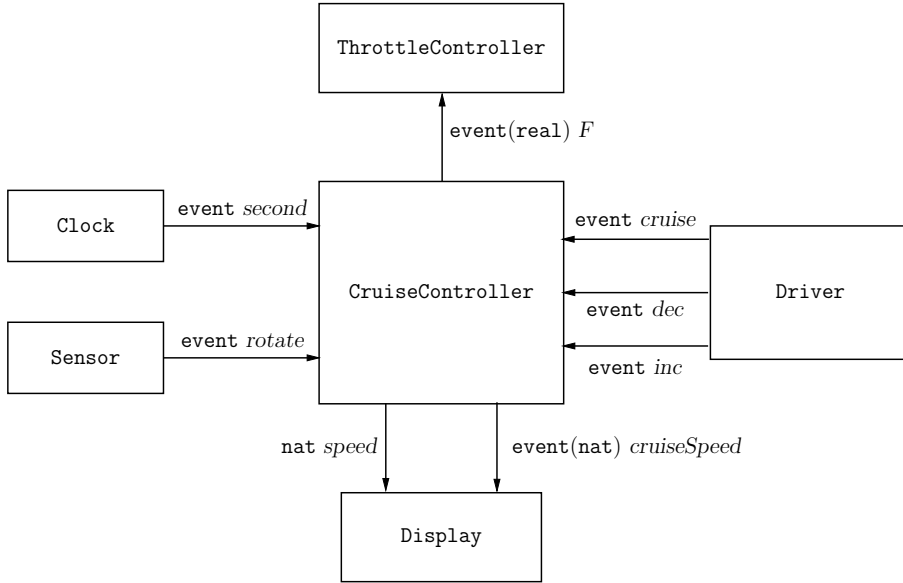 ThrottleController
event(real) F
Clock
event second
event cruise
CruiseController
event dec
Driver
Sensor
event rotate
event inc
nat speed
event(nat) cruiseSpeed
Display